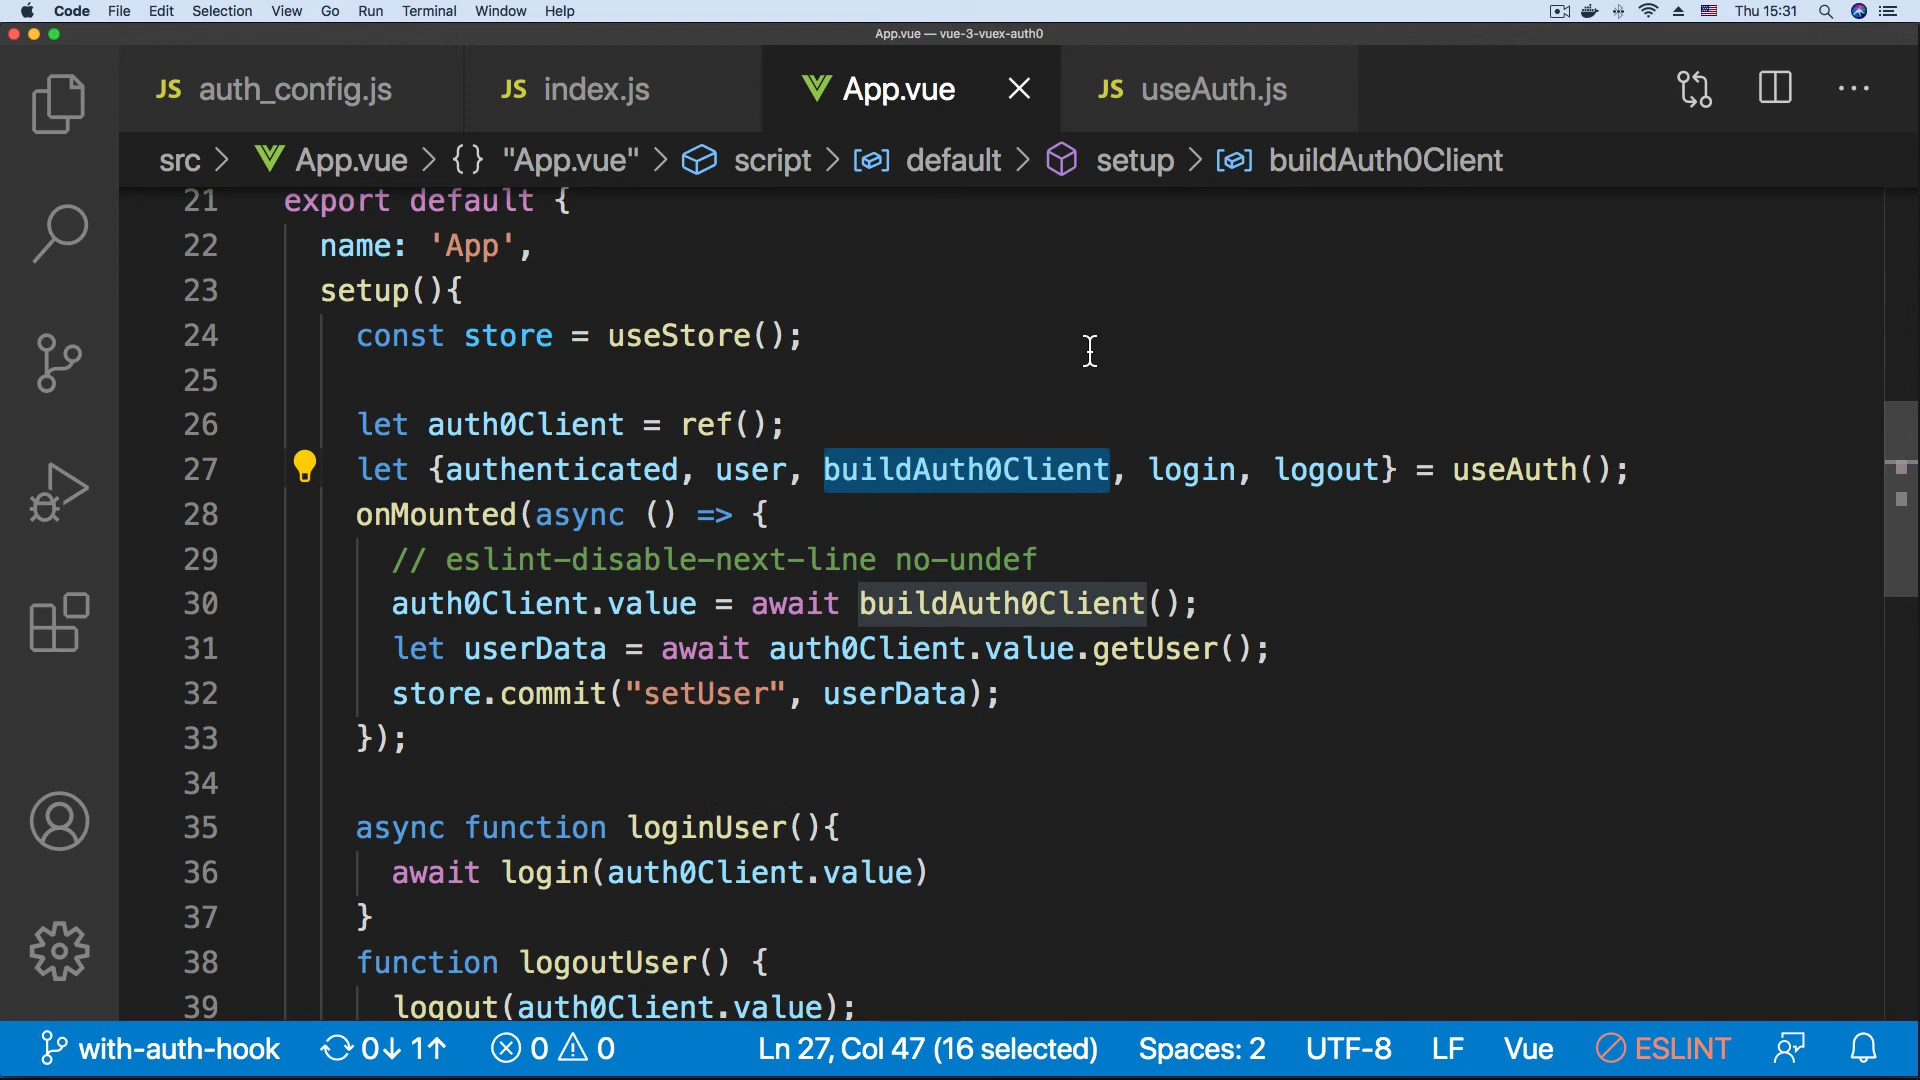 Code File Edit Selection View Go Run Terminal Window Help Thu 15:31
App.vue — vue-3-vuex-auth0
JS auth_config.js JS index.js App.vue JS useAuth.js
src > App.vue > {} "App.vue" > script > default > setup > buildAuth0Client
21 export default {
22 name: 'App',
23 setup(){
24 const store = useStore();
25
26 let auth0Client = ref();
27 let {authenticated, user, buildAuth0Client, login, logout} = useAuth();
28 onMounted(async () => {
29 // eslint-disable-next-line no-undef
30 auth0Client.value = await buildAuth0Client();
31 let userData = await auth0Client.value.getUser();
32 store.commit("setUser", userData);
33 });
34
35 async function loginUser(){
36 await login(auth0Client.value)
37 }
38 function logoutUser() {
39 logout(auth0Client.value);
with-auth-hook 0↓ 1↑ 0 0 Ln 27, Col 47 (16 selected) Spaces: 2 UTF-8 LF Vue ESLINT